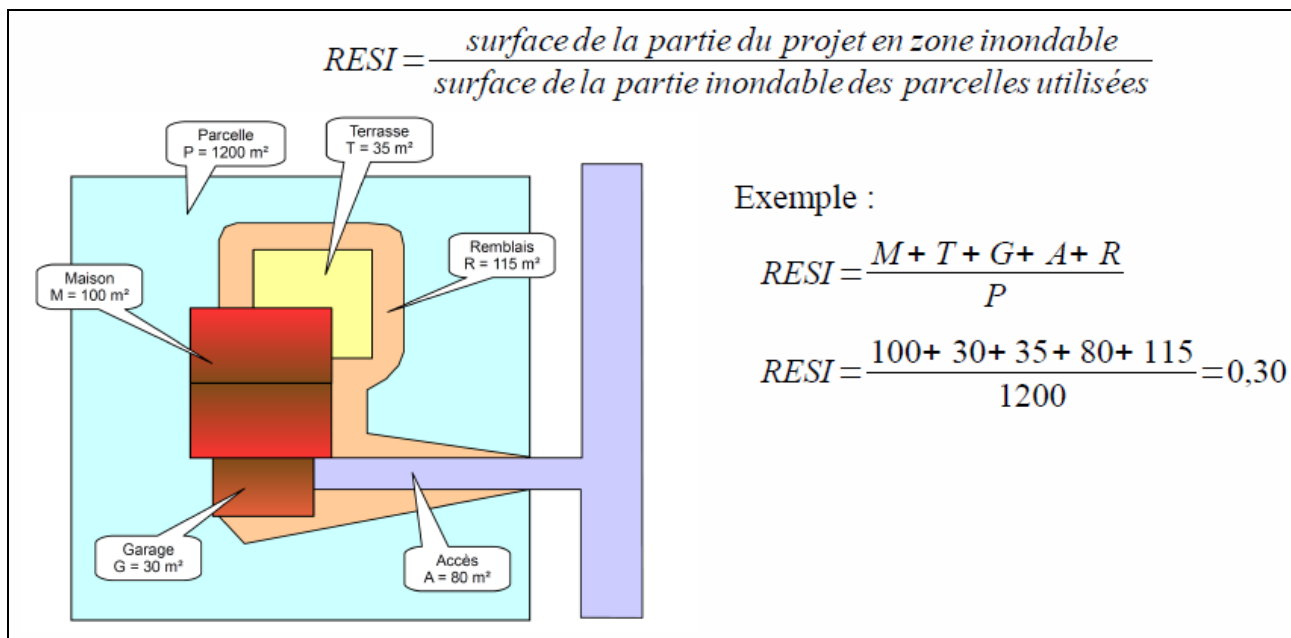 RESI = surface de la partie du projet en zone inondable / surface de la partie inondable des parcelles utilisées
Parcelle
P = 1200 m²
Terrasse
T = 35 m²
Remblais
R = 115 m²
Maison
M = 100 m²
Garage
G = 30 m²
Accès
A = 80 m²
Exemple :
RESI = M + T + G + A + R / P
RESI = 100 + 30 + 35 + 80 + 115 / 1200 = 0,30